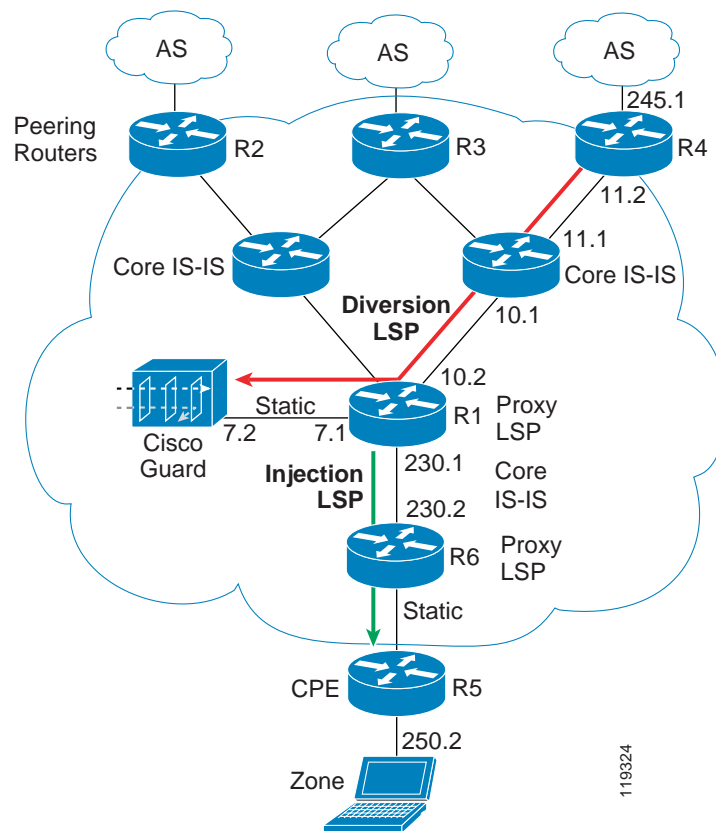 AS
AS
AS
245.1
Peering
Routers
R2
R3
R4
11.2
11.1
Core IS-IS
Core IS-IS
Diversion
LSP
10.1
10.2
Static
R1
Proxy
LSP
7.2
7.1
Cisco
Guard
230.1
Core
IS-IS
Injection
LSP
230.2
R6
Proxy
LSP
Static
CPE
R5
250.2
Zone
119324